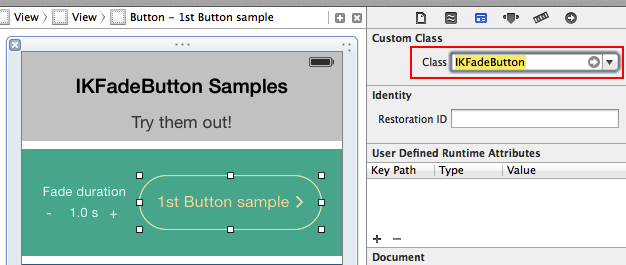 View View Button – 1st Button sample
IKFadeButton Samples
Try them out!
Fade duration
- 1.0 s +
1st Button sample
Custom Class
Class IKFadeButton
Identity
Restoration ID
User Defined Runtime Attributes
Key Path Type Value
+ −
Document